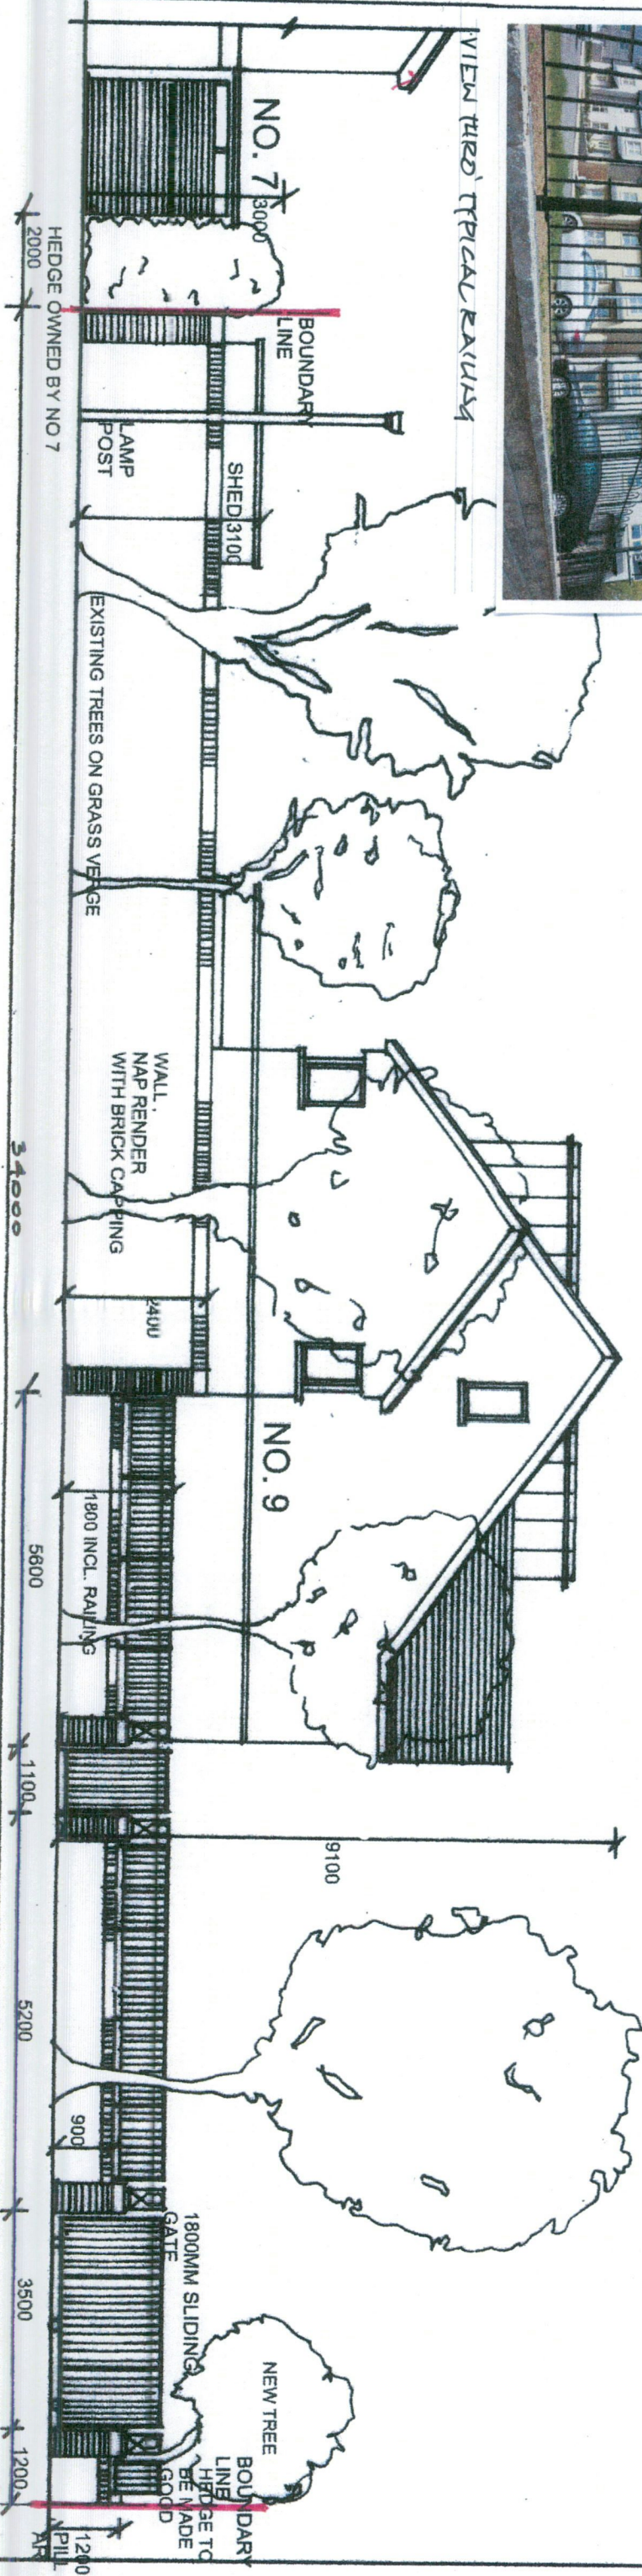 VIEW THRO' TYPICAL RAILING
NO. 7
3000
2000
HEDGE OWNED BY NO 7
BOUNDARY
LINE
LAMP
POST
SHED 3100
EXISTING TREES ON GRASS VERGE
WALL,
NAP RENDER
WITH BRICK CAPPING
34000
2400
NO. 9
1800 INCL. RAILING
5600
1100
9100
5200
900
1800MM SLIDING
GATE
3500
NEW TREE
BOUNDARY
LINE
HEDGE TO
BE MADE
GOOD
1200
1200
PILL
AR